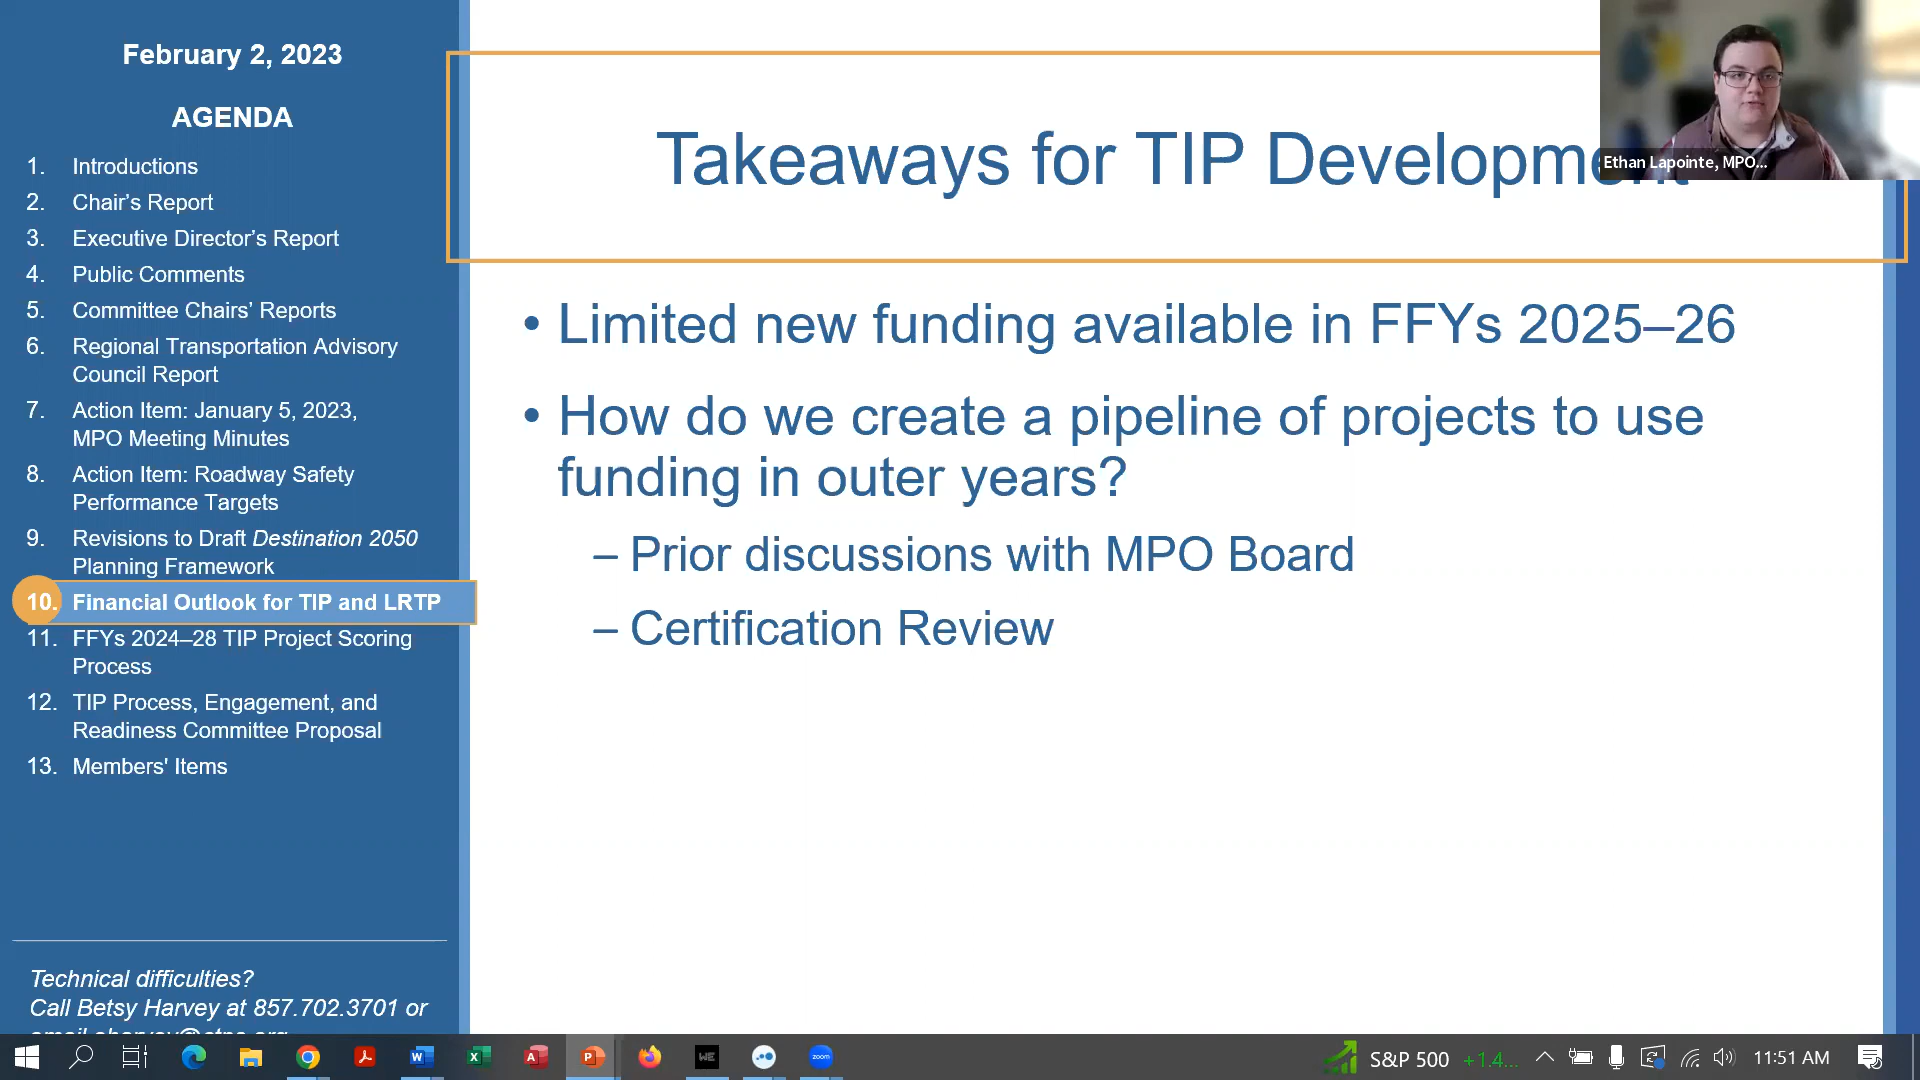 February 2, 2023
AGENDA
1. Introductions
2. Chair’s Report
3. Executive Director’s Report
4. Public Comments
5. Committee Chairs’ Reports
6. Regional Transportation Advisory
Council Report
7. Action Item: January 5, 2023,
MPO Meeting Minutes
8. Action Item: Roadway Safety
Performance Targets
9. Revisions to Draft Destination 2050
Planning Framework
10. Financial Outlook for TIP and LRTP
11. FFYs 2024–28 TIP Project Scoring
Process
12. TIP Process, Engagement, and
Readiness Committee Proposal
13. Members' Items
Technical difficulties?
Call Betsy Harvey at 857.702.3701 or
Takeaways for TIP Development
• Limited new funding available in FFYs 2025–26
• How do we create a pipeline of projects to use
funding in outer years?
– Prior discussions with MPO Board
– Certification Review
Ethan Lapointe, MPO...
WE
zoom
S&P 500 +1.4...
11:51 AM